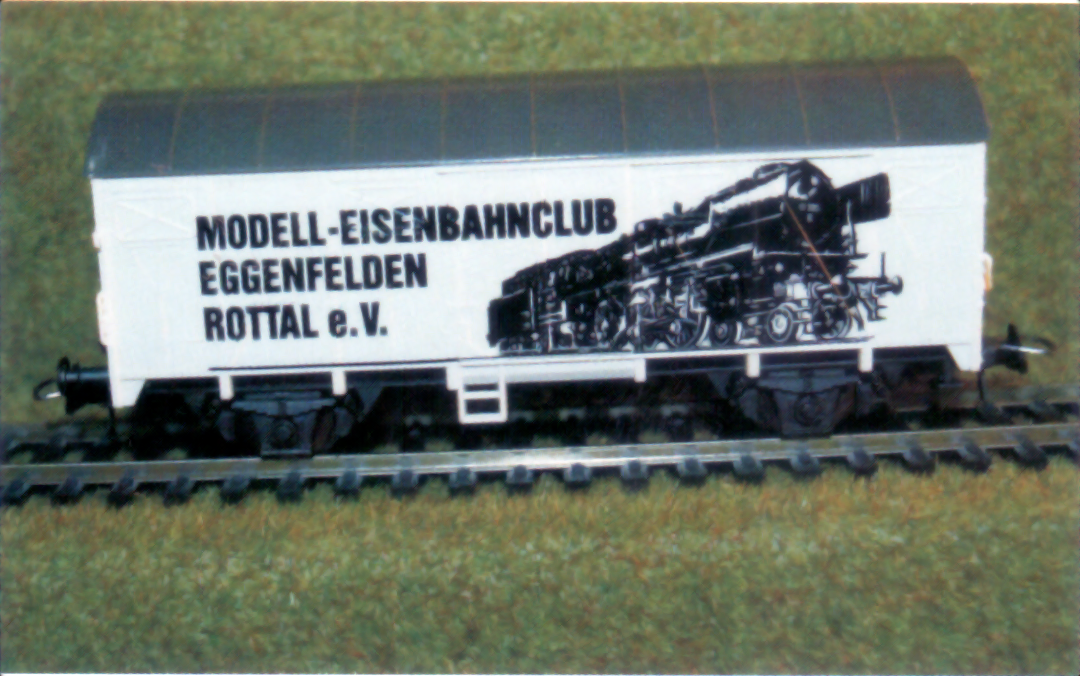 MODELL-EISENBAHNCLUB
EGGENFELDEN
ROTTAL e.V.